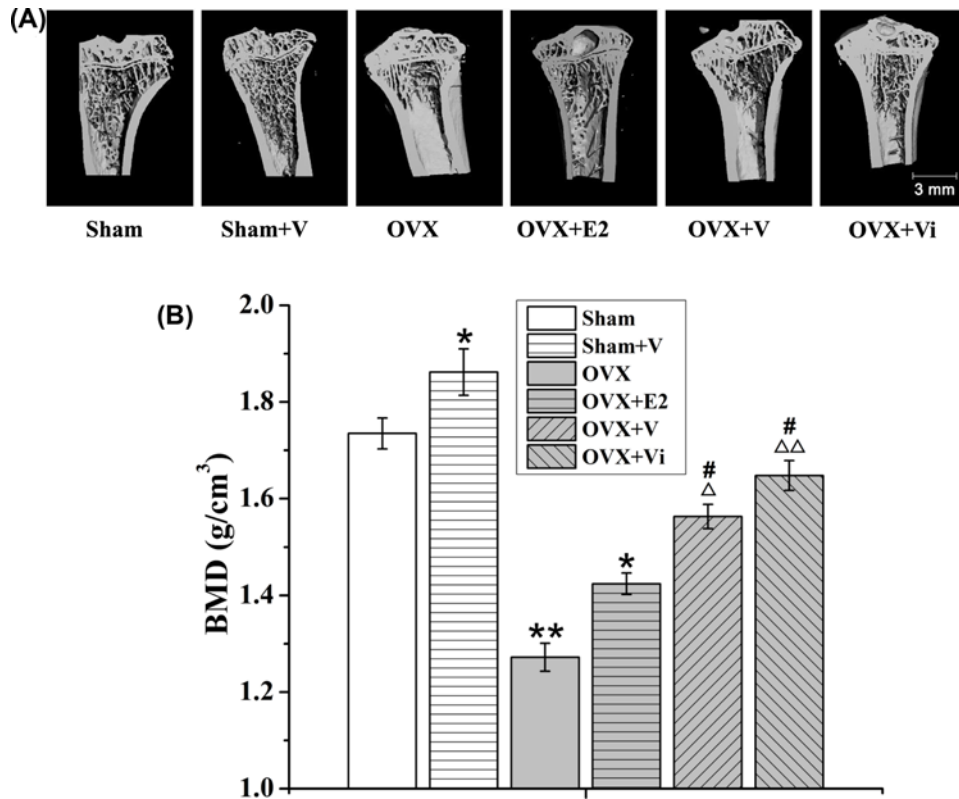 (A)
3 mm
Sham Sham+V OVX OVX+E2 OVX+V OVX+Vi
(B)
BMD (g/cm³)
2.0
1.8
1.6
1.4
1.2
1.0
*
**
*
#
△
#
△△
Sham
Sham+V
OVX
OVX+E2
OVX+V
OVX+Vi